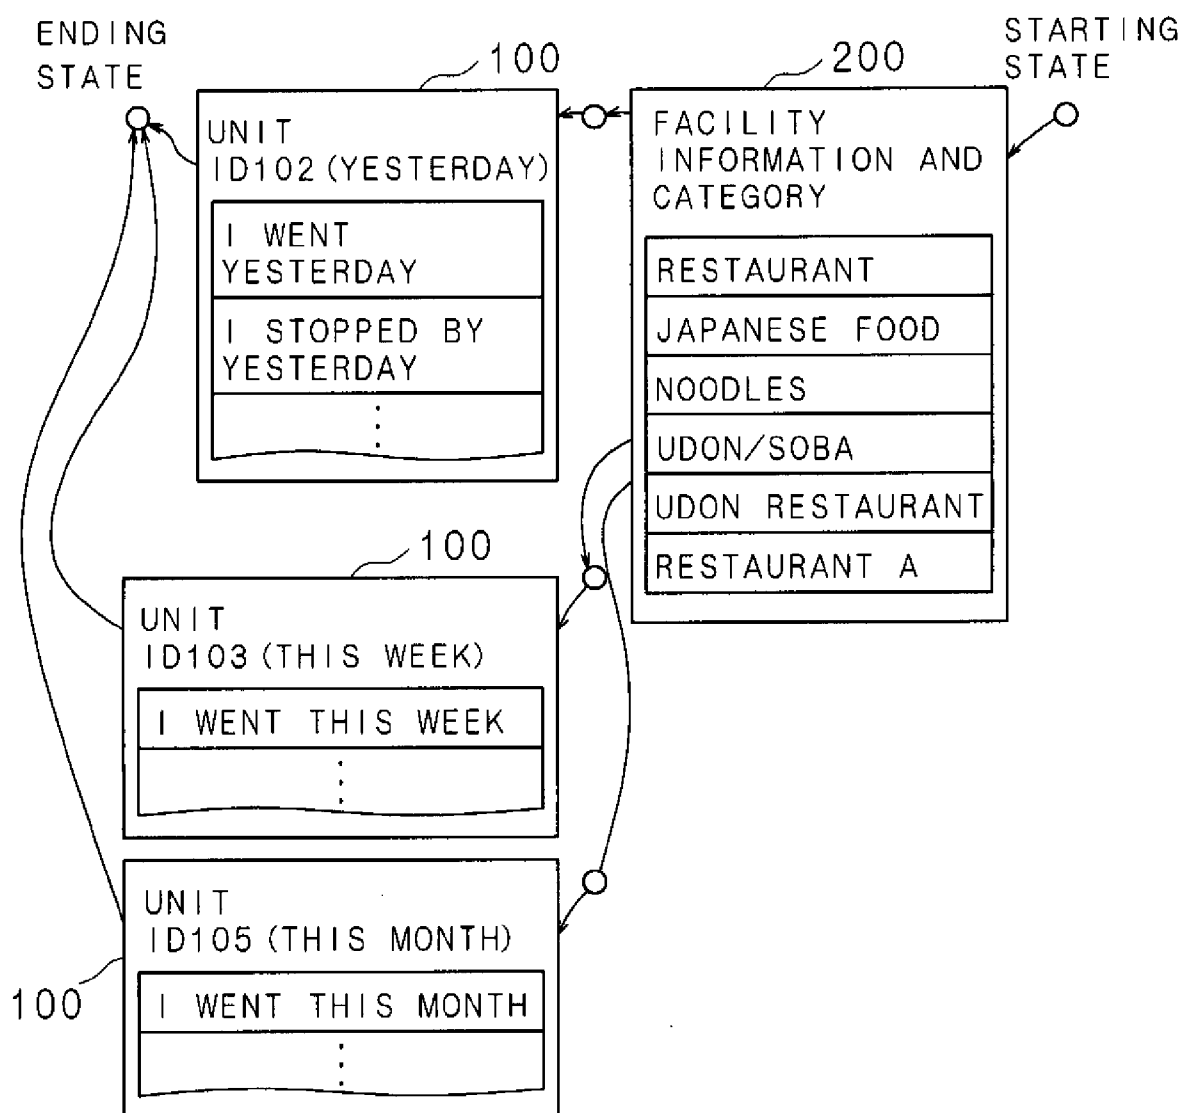 ENDING
STATE
100
UNIT
ID102(YESTERDAY)
I WENT
YESTERDAY
I STOPPED BY
YESTERDAY
200
FACILITY
INFORMATION AND
CATEGORY
RESTAURANT
JAPANESE FOOD
NOODLES
UDON/SOBA
UDON RESTAURANT
RESTAURANT A
STARTING
STATE
100
UNIT
ID103(THIS WEEK)
I WENT THIS WEEK
100
UNIT
ID105(THIS MONTH)
I WENT THIS MONTH